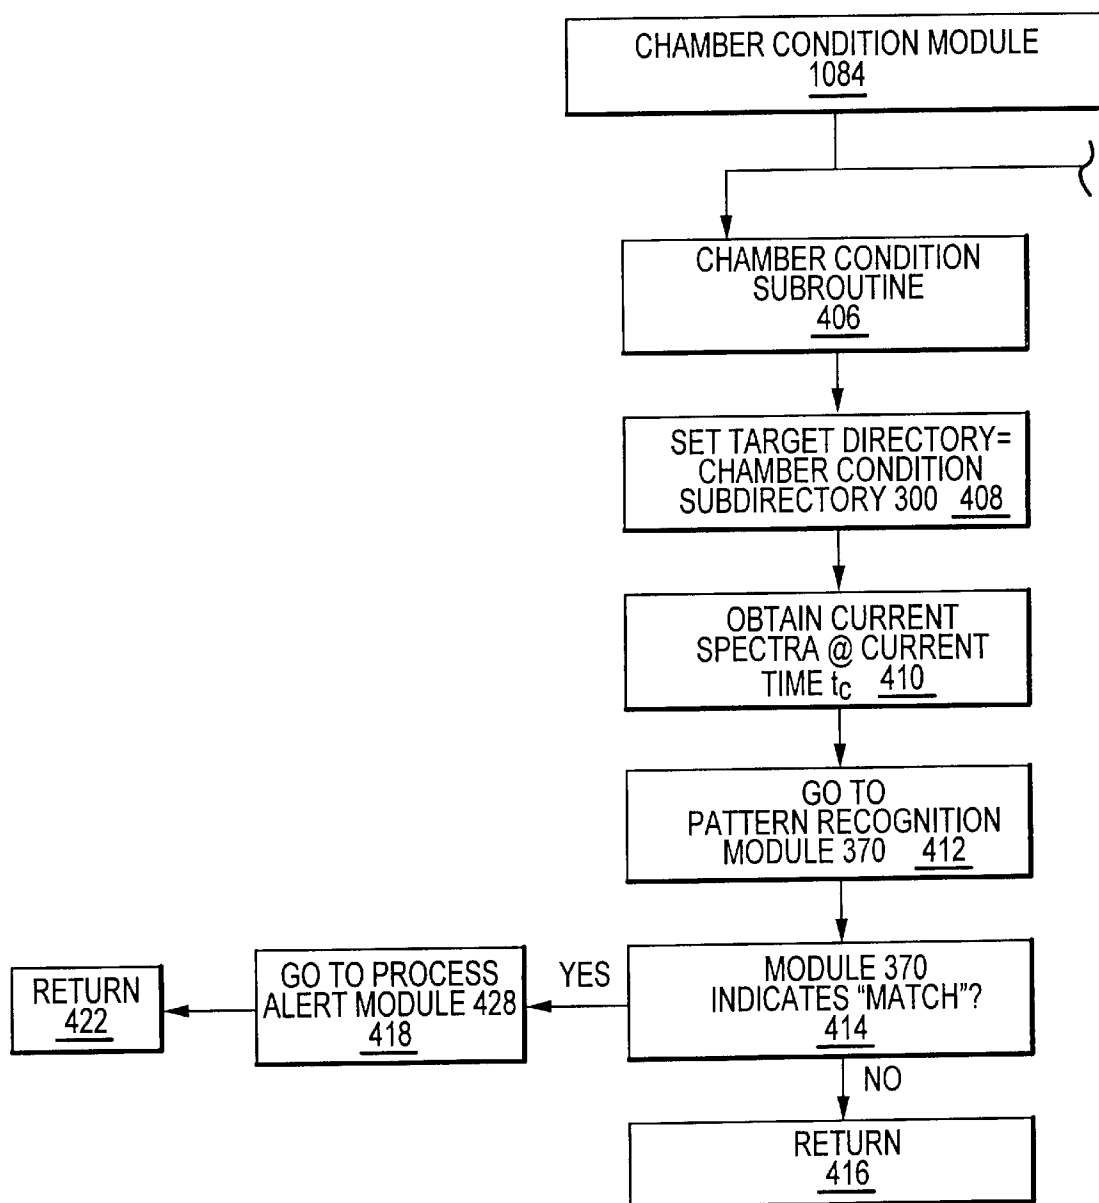 CHAMBER CONDITION MODULE
1084
CHAMBER CONDITION
SUBROUTINE
406
SET TARGET DIRECTORY=
CHAMBER CONDITION
SUBDIRECTORY 300 408
OBTAIN CURRENT
SPECTRA @ CURRENT
TIME tc 410
GO TO
PATTERN RECOGNITION
MODULE 370 412
MODULE 370
INDICATES “MATCH”?
414
YES
GO TO PROCESS
ALERT MODULE 428
418
RETURN
422
NO
RETURN
416